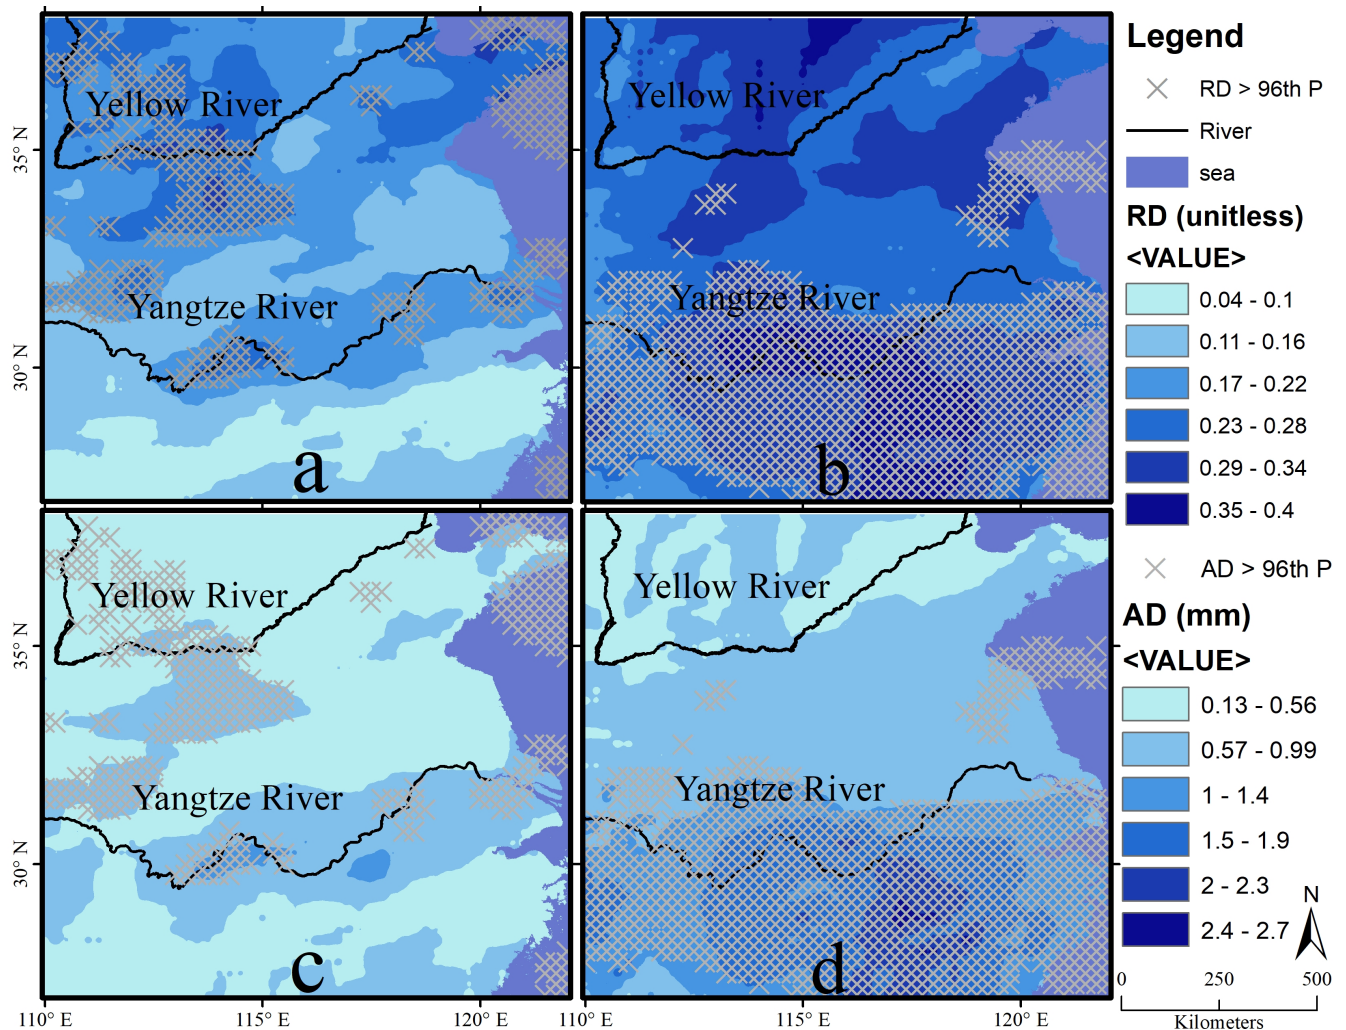 Yellow River
Yangtze River
a
Yellow River
Yangtze River
b
35° N
30° N
Yellow River
Yangtze River
c
Yellow River
Yangtze River
d
35° N
30° N
110° E
115° E
120° E
110° E
115° E
120° E
Legend
RD > 96th P
River
sea
RD (unitless)
<VALUE>
0.04 - 0.1
0.11 - 0.16
0.17 - 0.22
0.23 - 0.28
0.29 - 0.34
0.35 - 0.4
AD > 96th P
AD (mm)
<VALUE>
0.13 - 0.56
0.57 - 0.99
1 - 1.4
1.5 - 1.9
2 - 2.3
2.4 - 2.7
N
0 250 500
Kilometers